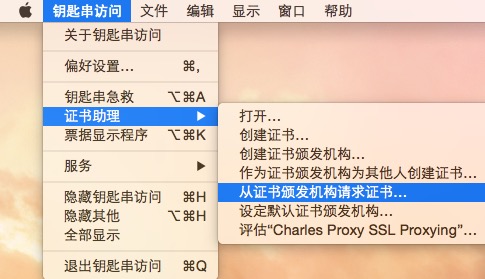 钥匙串访问 文件 编辑 显示 窗口 帮助
关于钥匙串访问
偏好设置… ⌘,
钥匙串急救 ⌥⌘A
证书助理 ▶
票据显示程序 ⌥⌘K
服务 ▶
隐藏钥匙串访问 ⌘H
隐藏其他 ⌥⌘H
全部显示
退出钥匙串访问 ⌘Q
打开…
创建证书…
创建证书颁发机构…
作为证书颁发机构为其他人创建证书…
从证书颁发机构请求证书…
设定默认证书颁发机构…
评估“Charles Proxy SSL Proxying”…